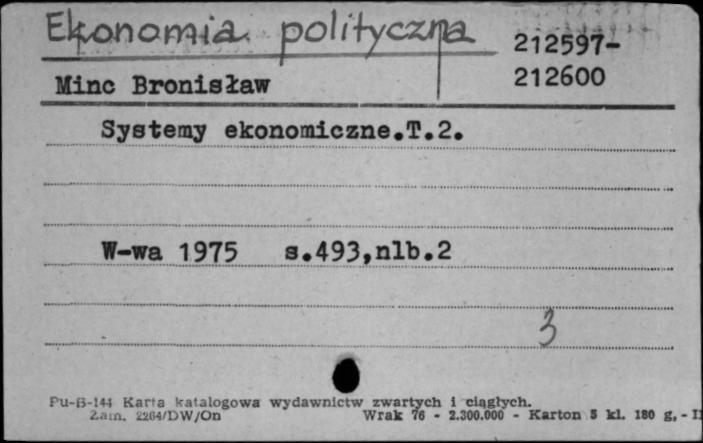 Ekonomia polityczna
212597-
Minc Bronisław
212600
Systemy ekonomiczne.T.2.
W-wa 1975 s.493,nlb.2
3
Pu-B-144 Karta katalogowa wydawnictw zwartych i ciągłych.
Zam. 2264/DW/On Wrak 76 - 2.300.000 - Karton 5 kl. 180 g, -